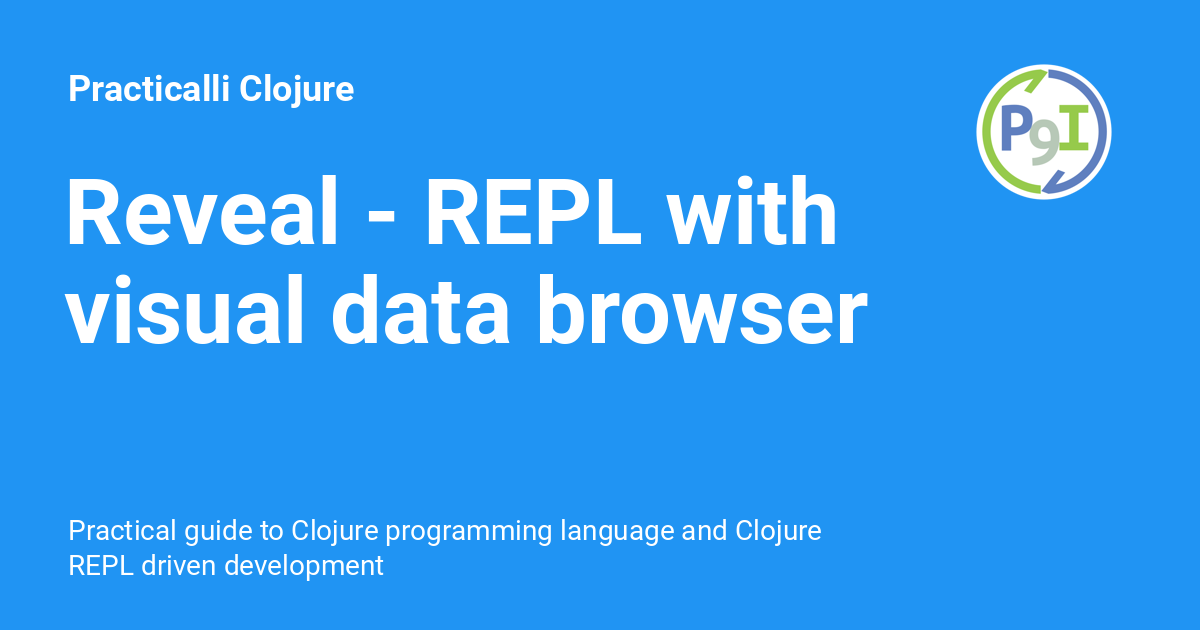 Practicalli Clojure
P9I
Reveal - REPL with
visual data browser
Practical guide to Clojure programming language and Clojure
REPL driven development